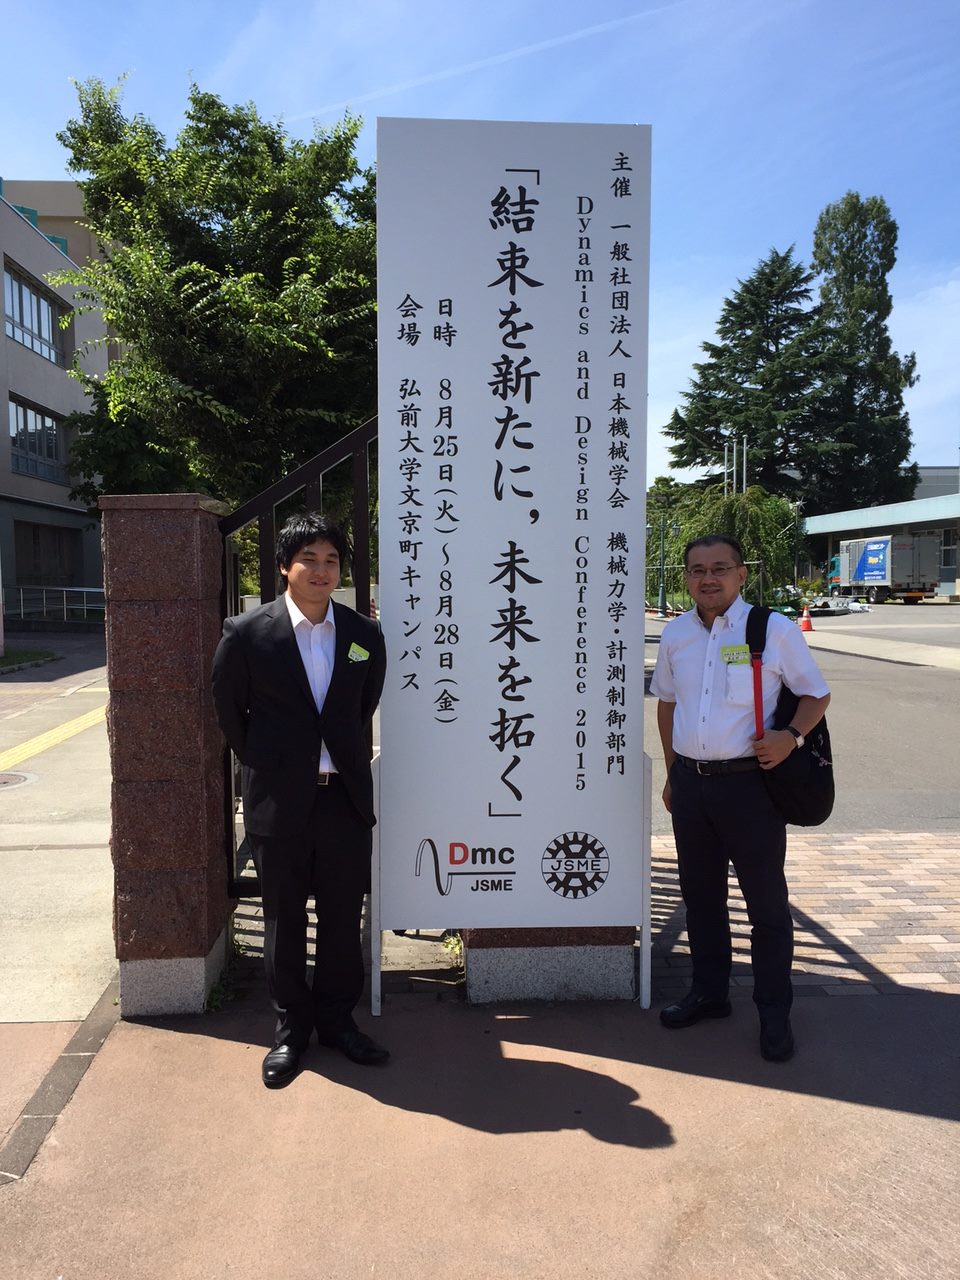 主催 一般社団法人 日本機械学会 機械力学・計測制御部門
Dynamics and Design Conference 2015
「結束を新たに，未来を拓く」
日時 8月25日(火)～8月28日(金)
会場 弘前大学文京町キャンパス
Dmc
JSME
JSME